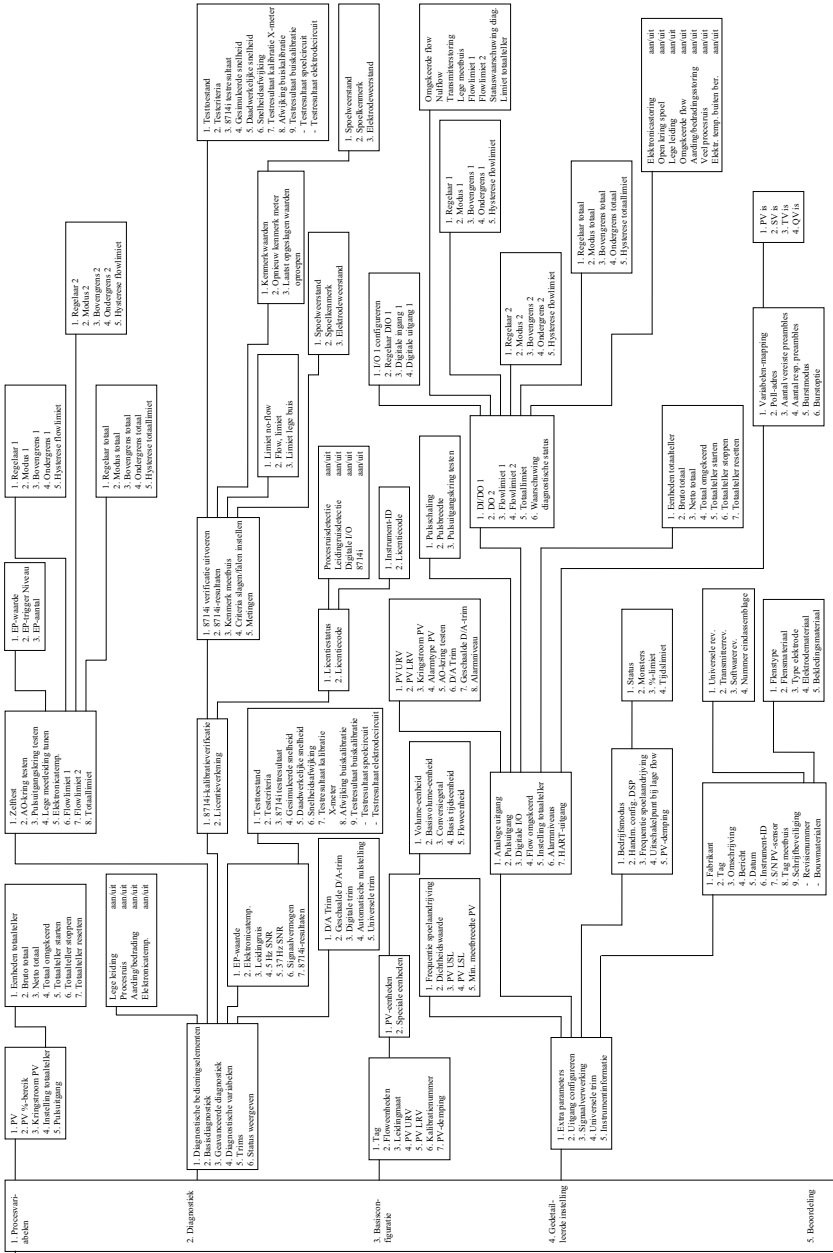 1. Procesvari-
abelen
2. Diagnostiek
3. Basiscon-
figuratie
4. Gedetail-
leerde instelling
5. Beoordeling
1. PV
2. PV %-bereik
3. Kringstroom PV
4. Instelling totaalteller
5. Pulsuitgang
1. Eenheden totaalteller
2. Bruto totaal
3. Netto totaal
4. Totaal omgekeerd
5. Totaalteller starten
6. Totaalteller stoppen
7. Totaalteller resetten
1. Diagnostische bedieningselementen
2. Basisdiagnostiek
3. Geavanceerde diagnostiek
4. Diagnostische variabelen
5. Trims
6. Status weergeven
Lege leiding aan/uit
Procesruis aan/uit
Aarding/bedrading aan/uit
Elektronicatemp. aan/uit
1. Zelftest
2. AO-kring testen
3. Pulsuitgangskring testen
4. Lege meetleiding tunen
5. Elektronicatemp.
6. Flowlimiet 1
7. Flowlimiet 2
8. Totaallimiet
1. EP-waarde
2. EP-trigger Niveau
3. EP-aantal
1. Regelaar 1
2. Modus 1
3. Bovengrens 1
4. Ondergrens 1
5. Hysterese flowlimiet
1. Regelaar 2
2. Modus 2
3. Bovengrens 2
4. Ondergrens 2
5. Hysterese flowlimiet
1. Regelaar totaal
2. Modus totaal
3. Bovengrens totaal
4. Ondergrens totaal
5. Hysterese totaallimiet
1. 8714i-kalibratieverificatie
2. Licentieverlening
1. 8714i verificatie uitvoeren
2. 8714i-resultaten
3. Kenmerk meetbuis
4. Criteria slagen/falen instellen
5. Metingen
1. Testtoestand
2. Testcriteria
3. 8714i testresultaat
4. Gesimuleerde snelheid
5. Daadwerkelijke snelheid
6. Snelheidsafwijking
7. Testresultaat kalibratie X-meter
8. Afwijking buiskalibratie
9. Testresultaat buiskalibratie
- Testresultaat spoelcircuit
- Testresultaat elektrodecircuit
1. Kenmerkwaarden
2. Opnieuw kenmerk meter
3. Laatst opgeslagen waarden
oproepen
1. Spoelweerstand
2. Spoelkenmerk
3. Elektrodeweerstand
1. Limiet no-flow
2. Flow, limiet
3. Limiet lege buis
1. Spoelweerstand
2. Spoelkenmerk
3. Elektrodeweerstand
1. Licentiestatus
2. Licentiecode
Procesruisdetectie aan/uit
Leidingruisdetectie aan/uit
Digitale I/O aan/uit
8714i aan/uit
1. Instrument-ID
2. Licentiecode
1. EP-waarde
2. Elektronicatemp.
3. Leidingruis
4. 5 Hz SNR
5. 37 Hz SNR
6. Signaalvermogen
7. 8714i-resultaten
1. Testtoestand
2. Testcriteria
3. 8714i testresultaat
4. Gesimuleerde snelheid
5. Daadwerkelijke snelheid
6. Snelheidsafwijking
7. Testresultaat kalibratie
X-meter
8. Afwijking buiskalibratie
9. Testresultaat buiskalibratie
- Testresultaat spoelcircuit
- Testresultaat elektrodecircuit
1. D/A Trim
2. Geschaalde D/A-trim
3. Digitale trim
4. Automatische nulstelling
5. Universele trim
1. Tag
2. Floweenheden
3. Leidingmaat
4. PV URV
5. PV LRV
6. Kalibratienummer
7. PV-demping
1. PV-eenheden
2. Speciale eenheden
1. Volume-eenheid
2. Basisvolume-eenheid
3. Conversiegetal
4. Basis tijdseenheid
5. Floweenheid
1. Extra parameters
2. Uitgang configureren
3. Signaalverwerking
4. Universele trim
5. Instrumentinformatie
1. Frequentie spoelaandrijving
2. Dichtheidswaarde
3. PV USL
4. PV LSL
5. Min. meetbreedte PV
1. Analoge uitgang
2. Pulsuitgang
3. Digitale I/O
4. Flow omgekeerd
5. Instelling totaalteller
6. Alarmniveaus
7. HART-uitgang
1. PV URV
2. PV LRV
3. Kringstroom PV
4. Alarmtype PV
5. AO-kring testen
6. D/A Trim
7. Geschaalde D/A-trim
8. Alarmniveau
1. Pulsschaling
2. Pulsbreedte
3. Pulsuitgangskring testen
1. DI/DO 1
2. DO 2
3. Flowlimiet 1
4. Flowlimiet 2
5. Totaallimiet
6. Waarschuwing
diagnostische status
1. I/O 1 configureren
2. Regelaar DIO 1
3. Digitale ingang 1
4. Digitale uitgang 1
Omgekeerde flow
Nulflow
Transmitterstoring
Lege meetbuis
Flowlimiet 1
Flowlimiet 2
Statuswaarschuwing diag.
Limiet totaalteller
1. Regelaar 1
2. Modus 1
3. Bovengrens 1
4. Ondergrens 1
5. Hysterese flowlimiet
1. Regelaar 2
2. Modus 2
3. Bovengrens 2
4. Ondergrens 2
5. Hysterese flowlimiet
1. Regelaar totaal
2. Modus totaal
3. Bovengrens totaal
4. Ondergrens totaal
5. Hysterese totaallimiet
Elektronicastoring aan/uit
Open kring spoel aan/uit
Lege leiding aan/uit
Omgekeerde flow aan/uit
Aarding/bedradingsstoring aan/uit
Veel procesruis aan/uit
Elektr. temp. buiten ber. aan/uit
1. Eenheden totaalteller
2. Bruto totaal
3. Netto totaal
4. Totaal omgekeerd
5. Totaalteller starten
6. Totaalteller stoppen
7. Totaalteller resetten
1. Variabelen-mapping
2. Poll-adres
3. Aantal vereiste preambles
4. Aantal resp. preambles
5. Burstmodus
6. Burstoptie
1. PV is
2. SV is
3. TV is
4. QV is
1. Bedrijfsmodus
2. Handm. config. DSP
3. Frequentie spoelaandrijving
4. Uitschakelpunt bij lage flow
5. PV-demping
1. Status
2. Monsters
3. %-limiet
4. Tijdslimiet
1. Fabrikant
2. Tag
3. Omschrijving
4. Bericht
5. Datum
6. Instrument-ID
7. S/N PV-sensor
8. Tag meetbuis
9. Schrijfbeveiliging
- Revisienummer
- Bouwmaterialen
1. Universele rev.
2. Transmitterrev.
3. Softwarerev.
4. Nummer eindassemblage
1. Flenstype
2. Flensmateriaal
3. Type elektrode
4. Elektrodemateriaal
5. Bekledingsmateriaal